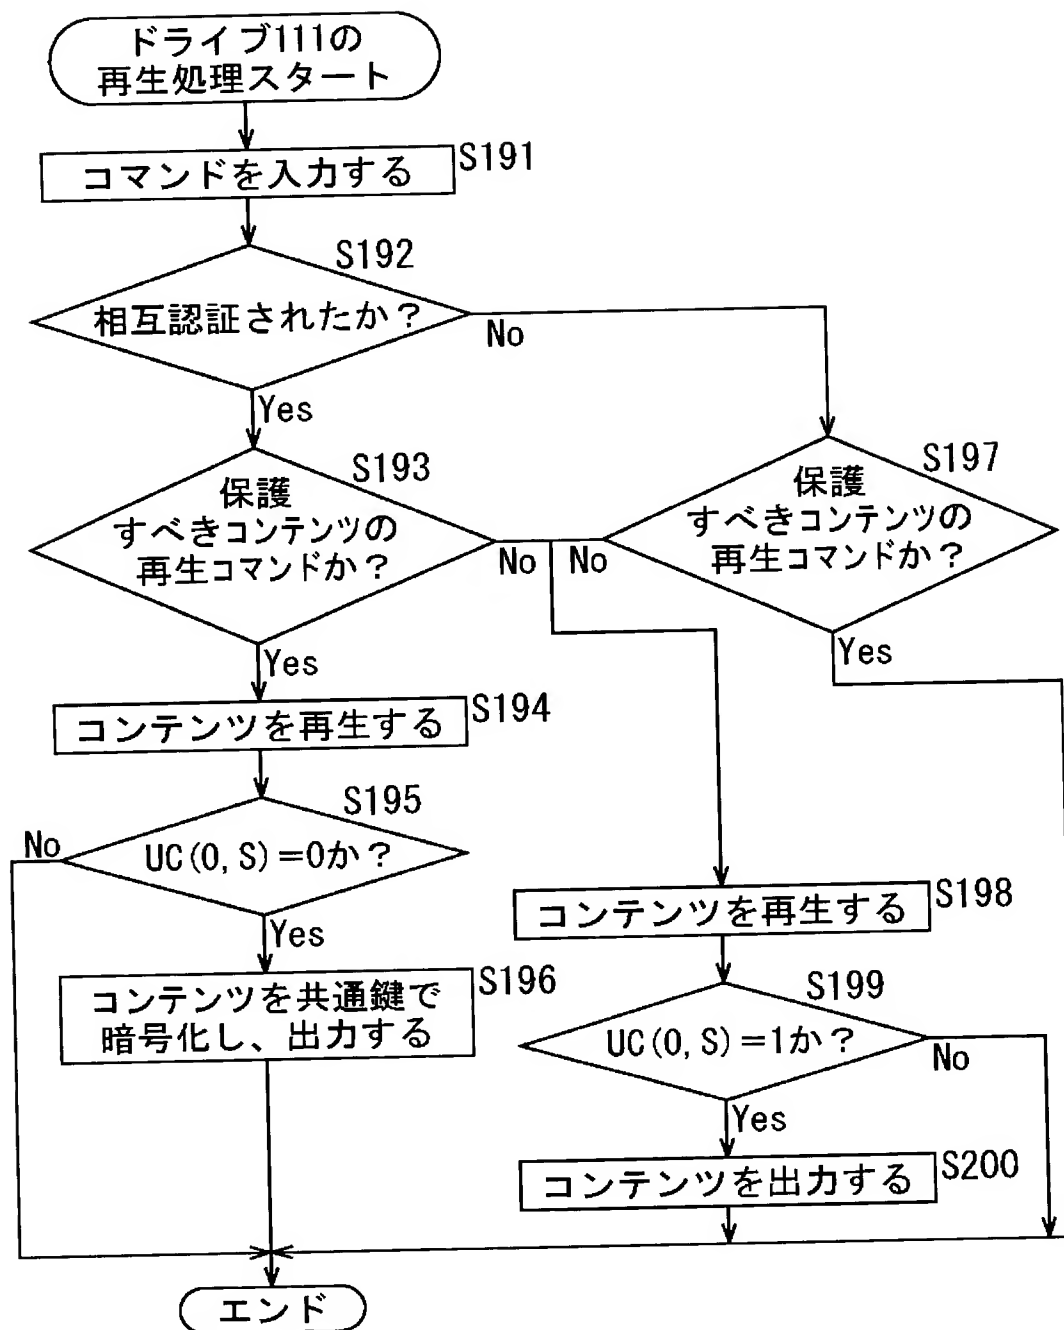 ドライブ111の
再生処理スタート
コマンドを入力する
S191
S192
相互認証されたか？
No
Yes
S193
保護
すべきコンテンツの
再生コマンドか？
No
Yes
S197
保護
すべきコンテンツの
再生コマンドか？
No
Yes
コンテンツを再生する
S194
S195
UC(O,S)=0か？
No
Yes
コンテンツを共通鍵で
暗号化し、出力する
S196
コンテンツを再生する
S198
S199
UC(O,S)=1か？
No
Yes
コンテンツを出力する
S200
エンド